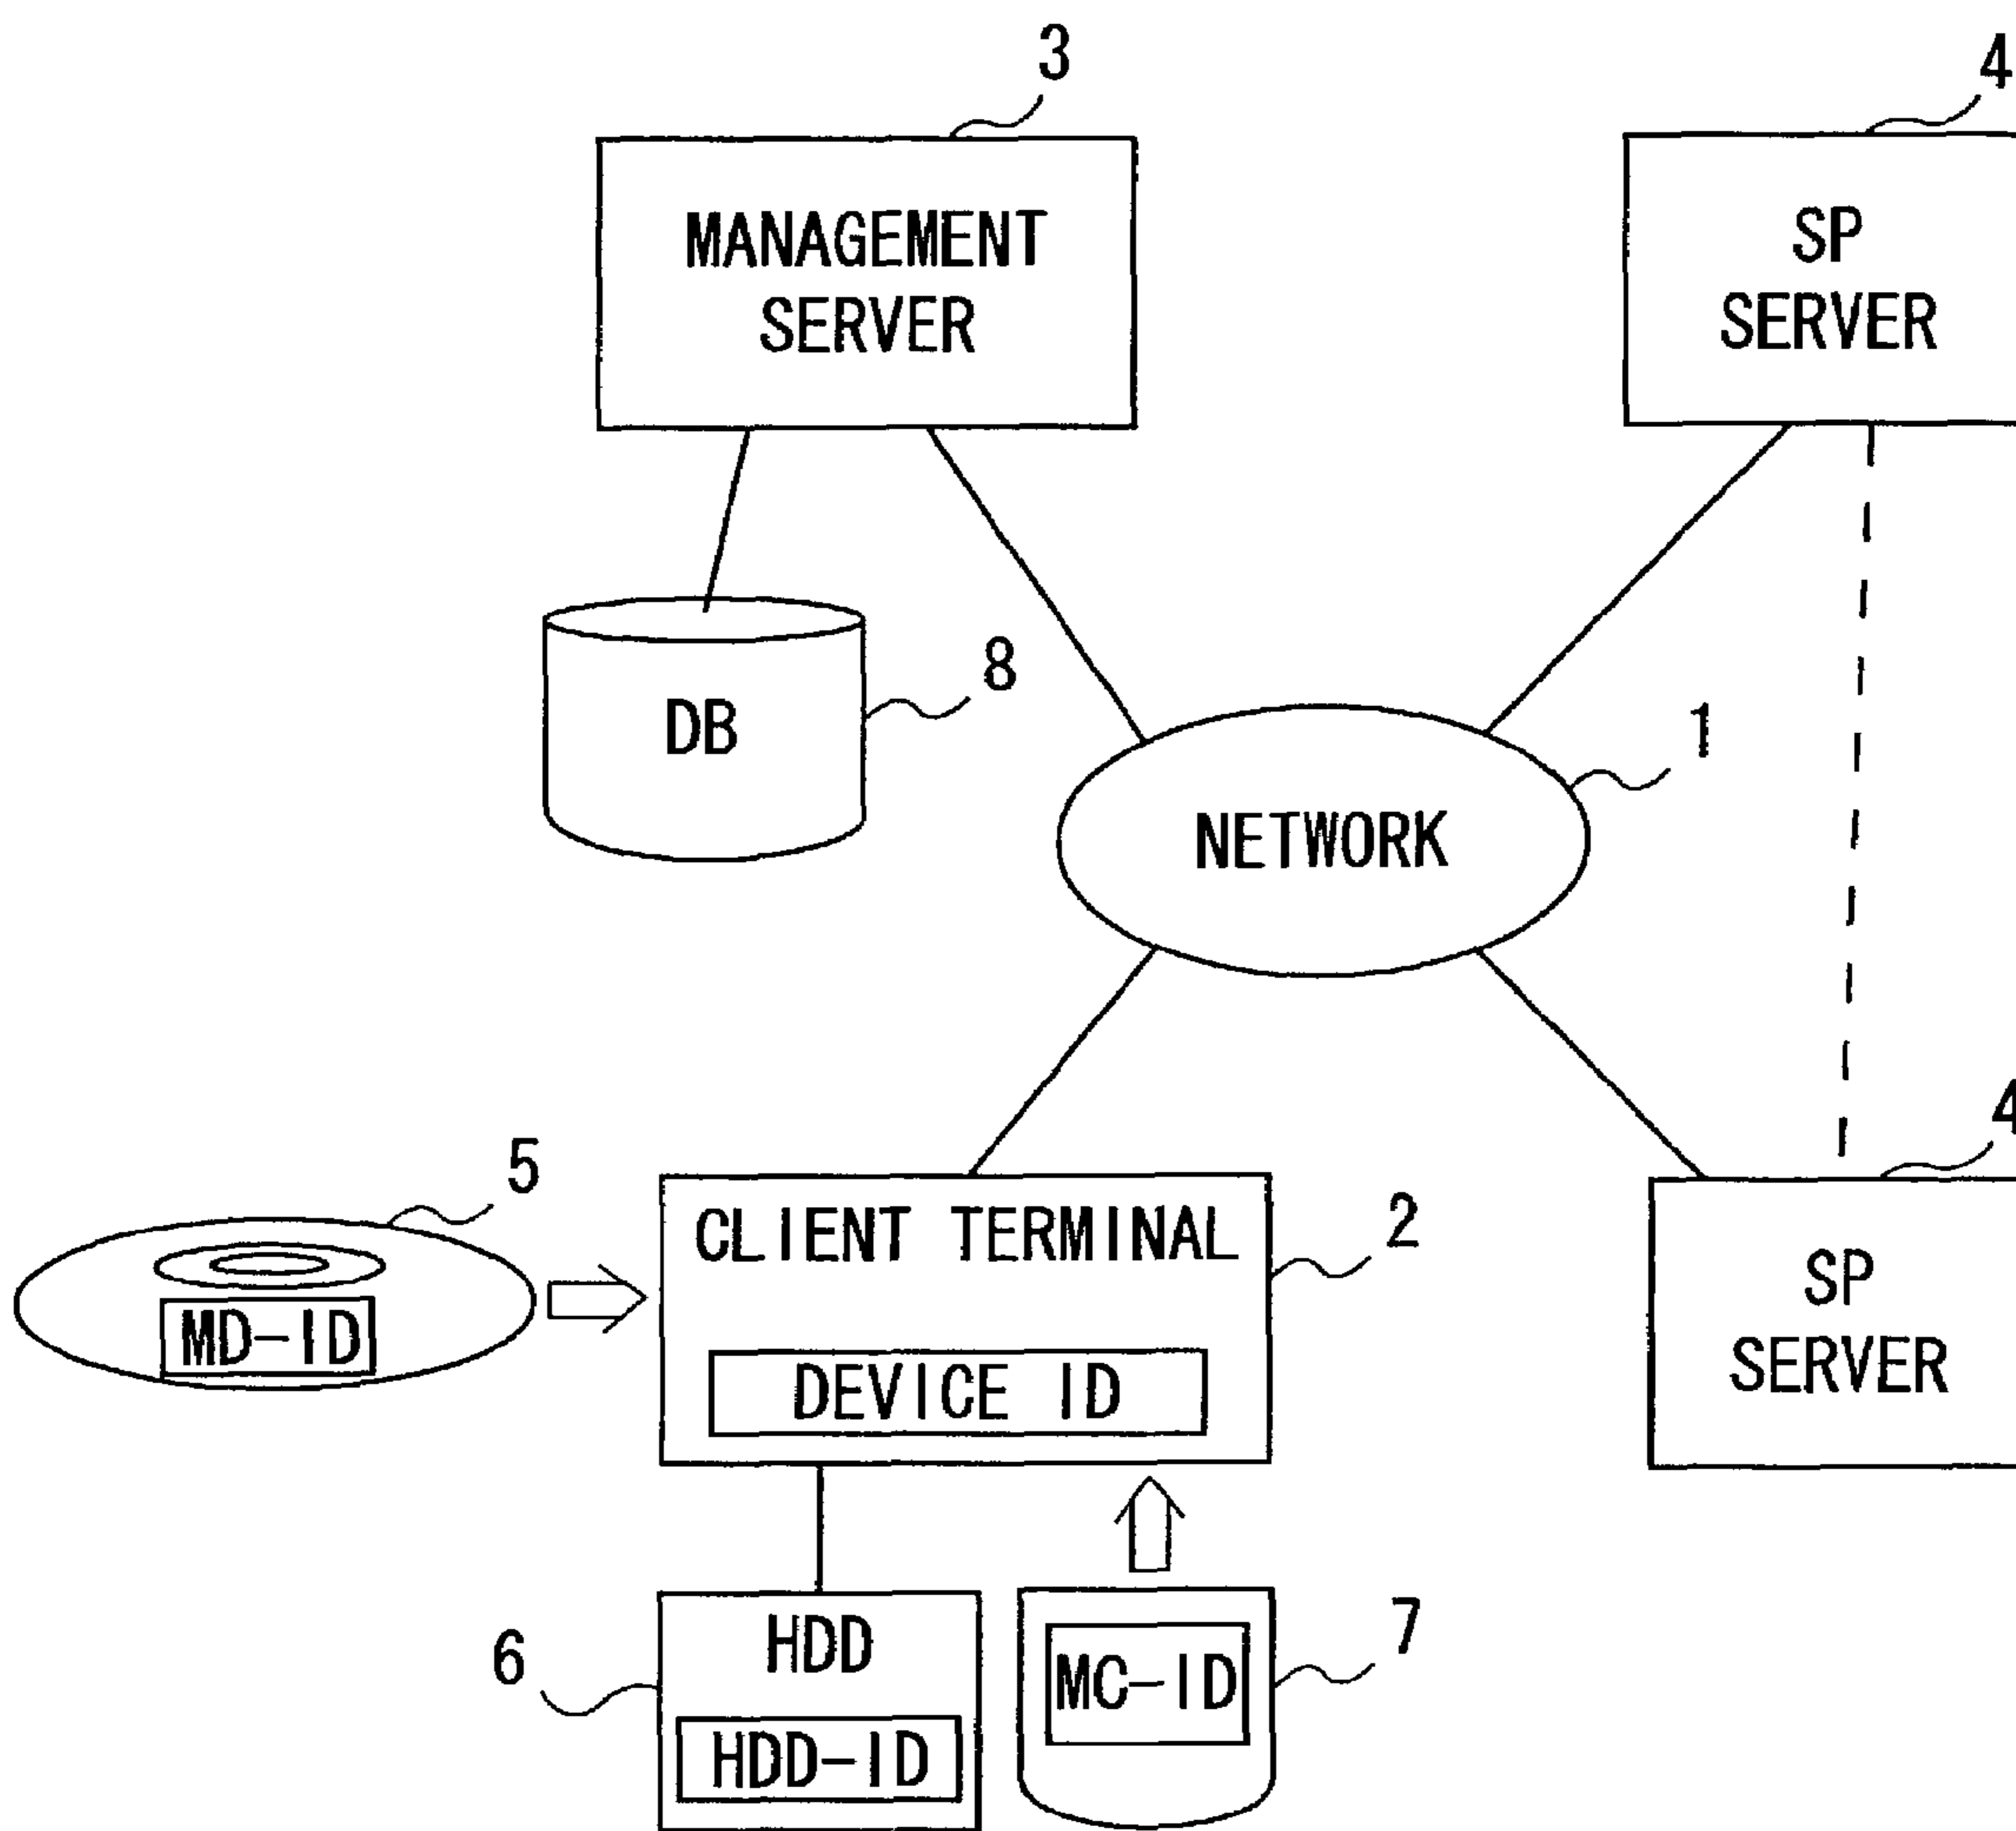 3
4
MANAGEMENT
SERVER
SP
SERVER
8
DB
1
NETWORK
4
5
CLIENT TERMINAL
2
MD-ID
DEVICE ID
SP
SERVER
6
HDD
HDD-ID
MC-ID
7